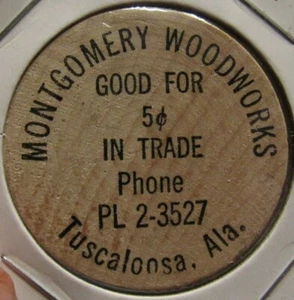 MONTGOMERY WOODWORKS
GOOD FOR
5¢
IN TRADE
Phone
PL 2-3527
Tuscaloosa, Ala.